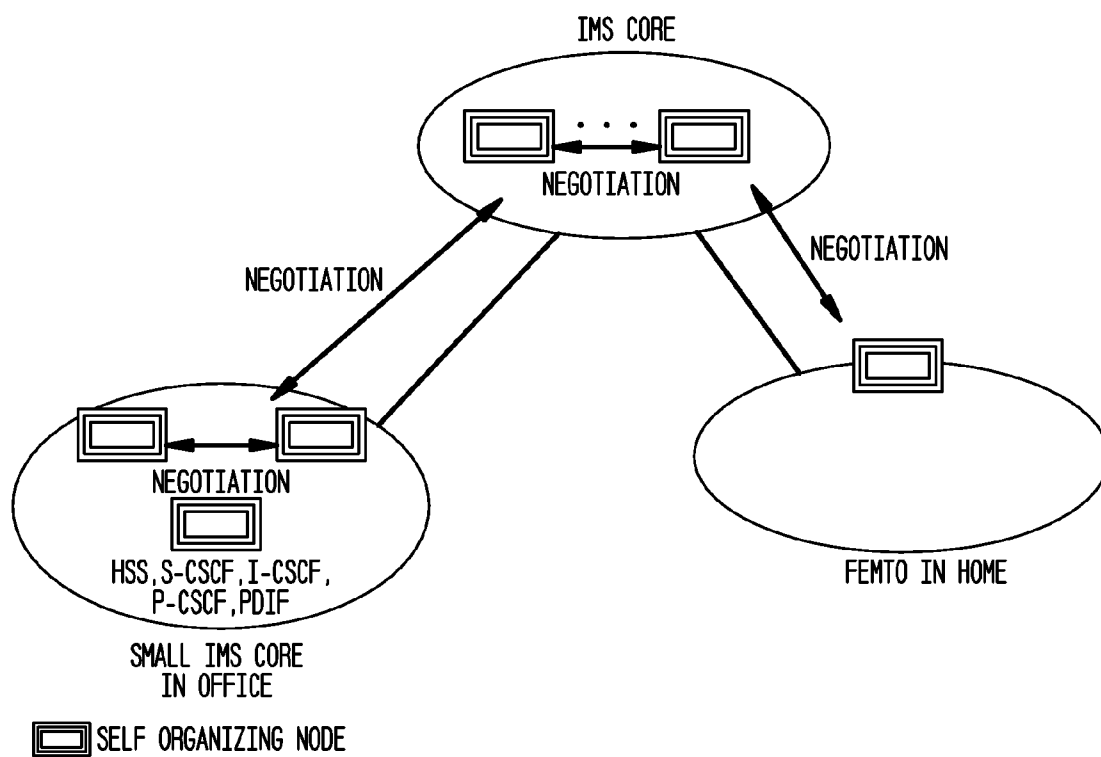 IMS CORE
. . .
NEGOTIATION
NEGOTIATION
NEGOTIATION
NEGOTIATION
HSS,S-CSCF,I-CSCF,
P-CSCF,PDIF
FEMTO IN HOME
SMALL IMS CORE
IN OFFICE
SELF ORGANIZING NODE